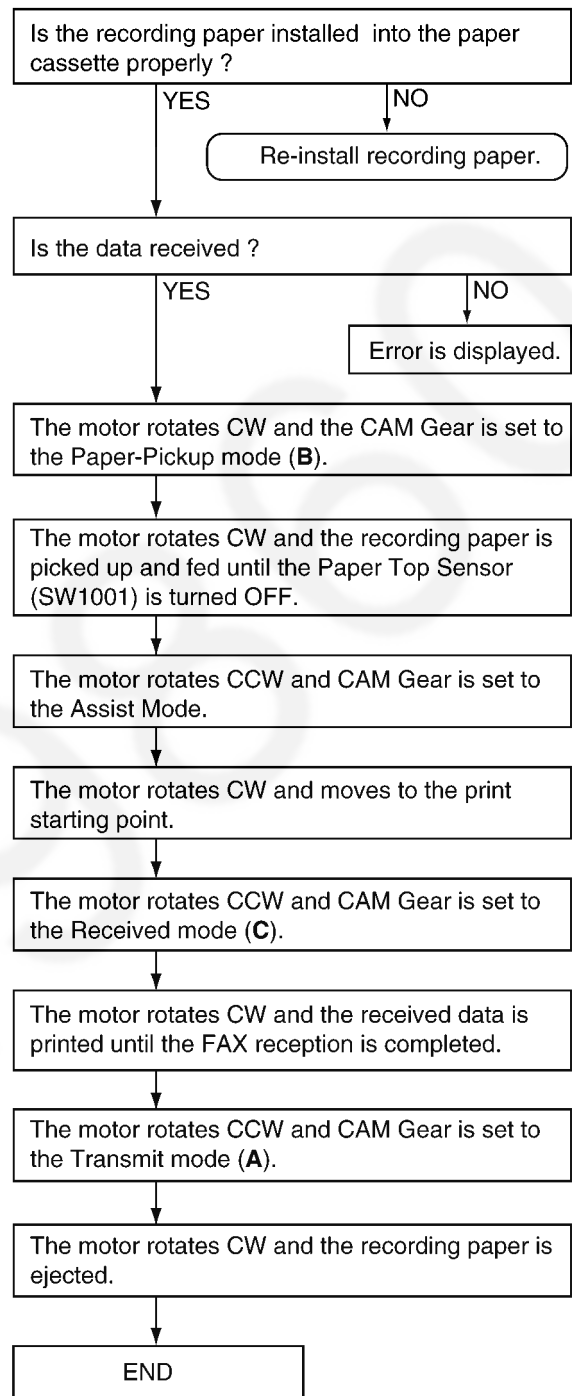 Is the recording paper installed into the paper
cassette properly ?
YES
NO
Re-install recording paper.
Is the data received ?
YES
NO
Error is displayed.
The motor rotates CW and the CAM Gear is set to
the Paper-Pickup mode (B).
The motor rotates CW and the recording paper is
picked up and fed until the Paper Top Sensor
(SW1001) is turned OFF.
The motor rotates CCW and CAM Gear is set to
the Assist Mode.
The motor rotates CW and moves to the print
starting point.
The motor rotates CCW and CAM Gear is set to
the Received mode (C).
The motor rotates CW and the received data is
printed until the FAX reception is completed.
The motor rotates CCW and CAM Gear is set to
the Transmit mode (A).
The motor rotates CW and the recording paper is
ejected.
END